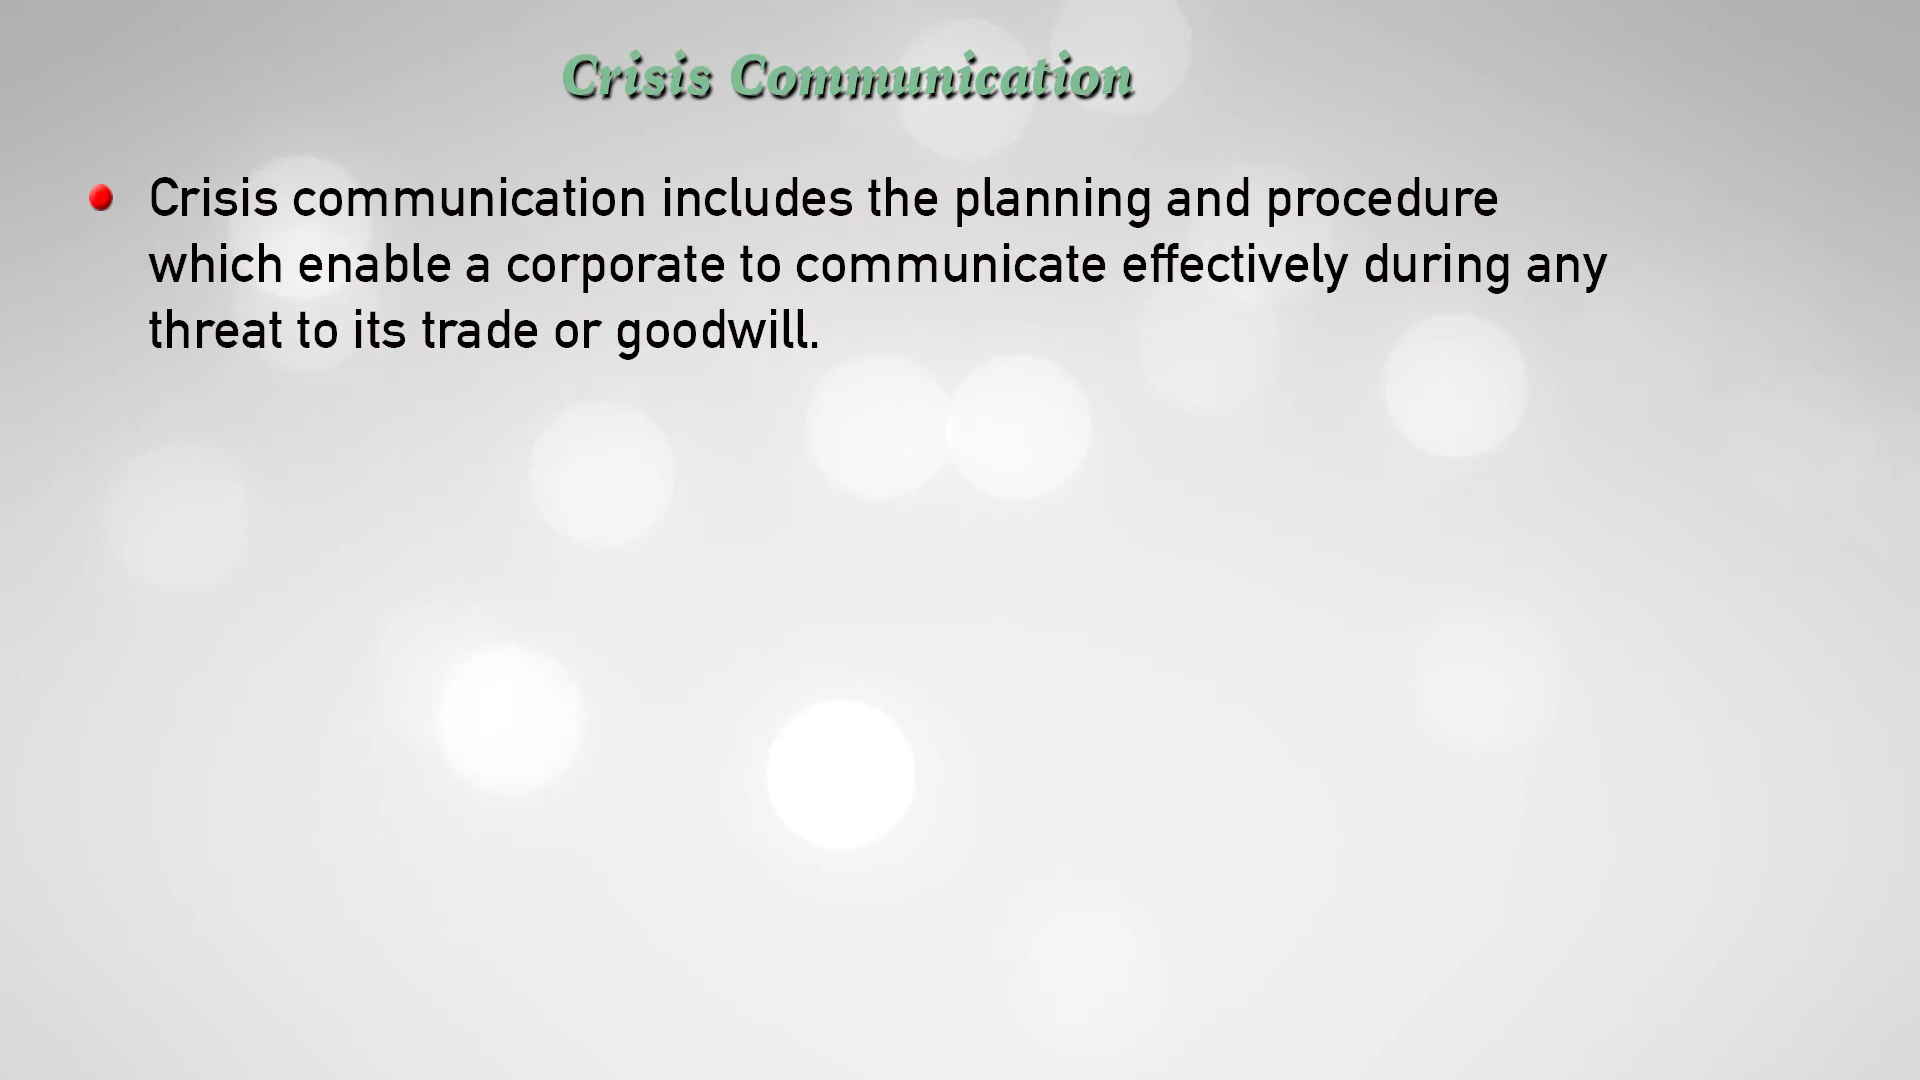 Crisis Communication
Crisis communication includes the planning and procedure
which enable a corporate to communicate effectively during any
threat to its trade or goodwill.